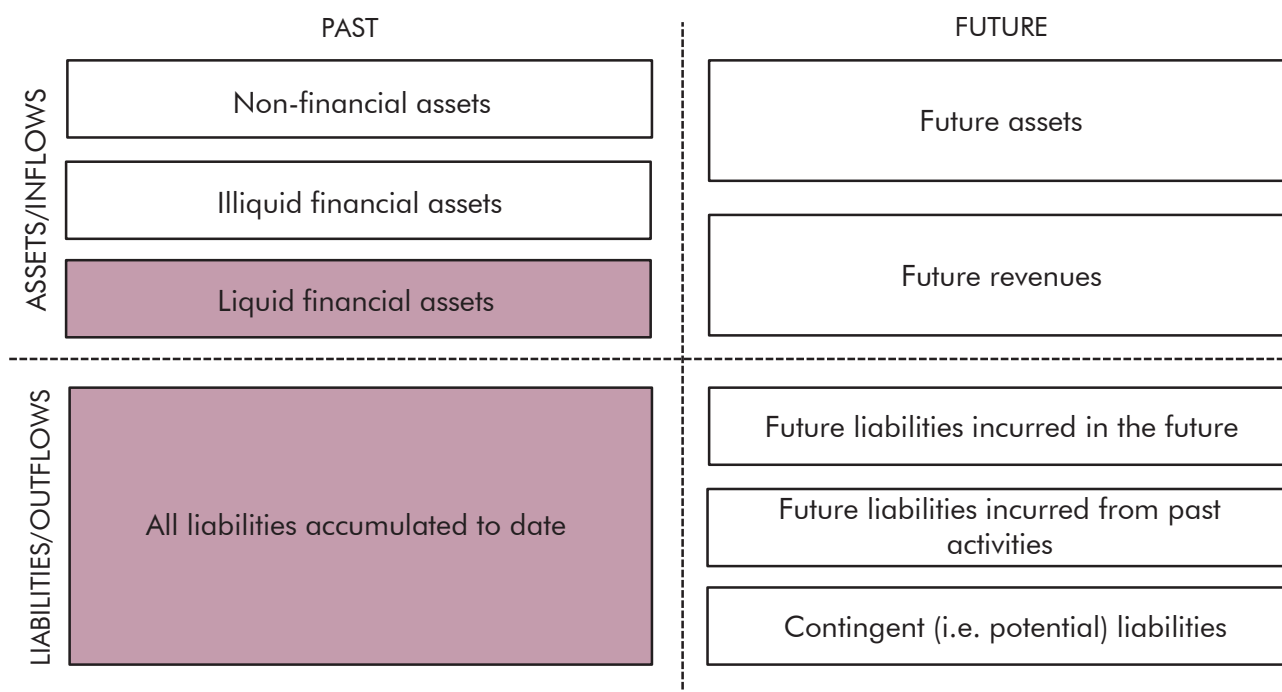 PAST
FUTURE
ASSETS/INFLOWS
Non-financial assets
Illiquid financial assets
Liquid financial assets
Future assets
Future revenues
LIABILITIES/OUTFLOWS
All liabilities accumulated to date
Future liabilities incurred in the future
Future liabilities incurred from past
activities
Contingent (i.e. potential) liabilities